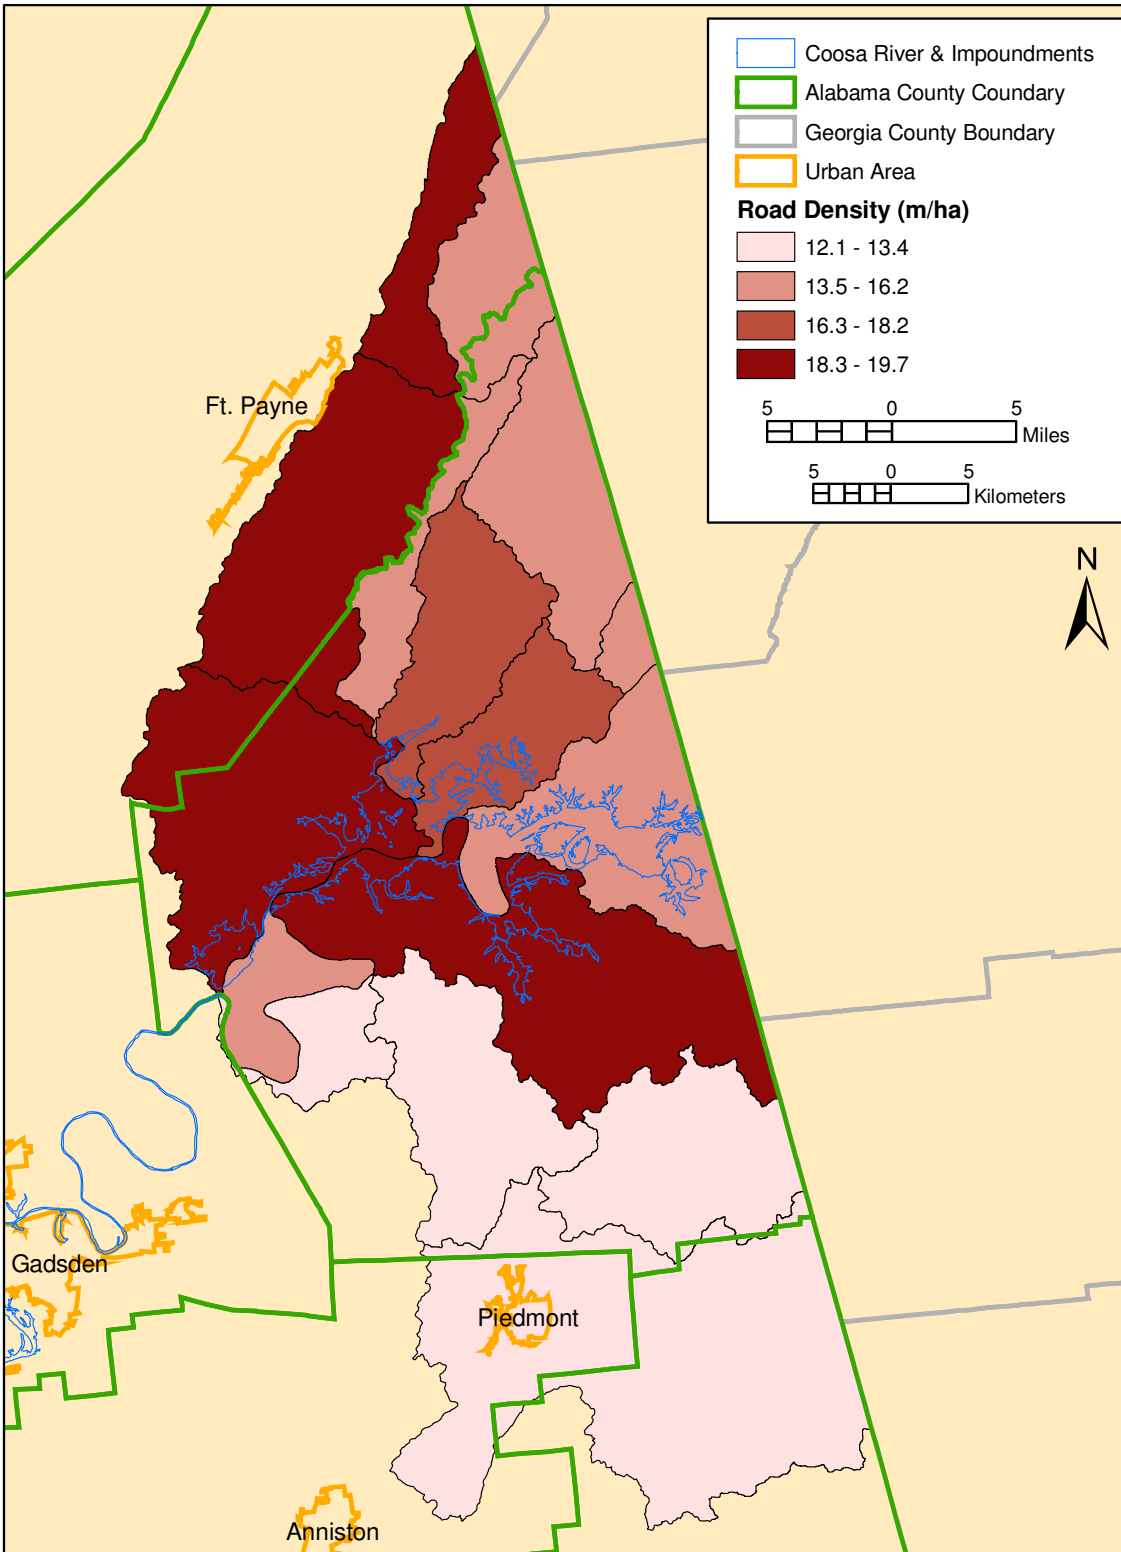 Coosa River & Impoundments
Alabama County Coundary
Georgia County Boundary
Urban Area
Road Density (m/ha)
12.1 - 13.4
13.5 - 16.2
16.3 - 18.2
18.3 - 19.7
5 0 5
Miles
5 0 5
Kilometers
N
Ft. Payne
Gadsden
Piedmont
Anniston